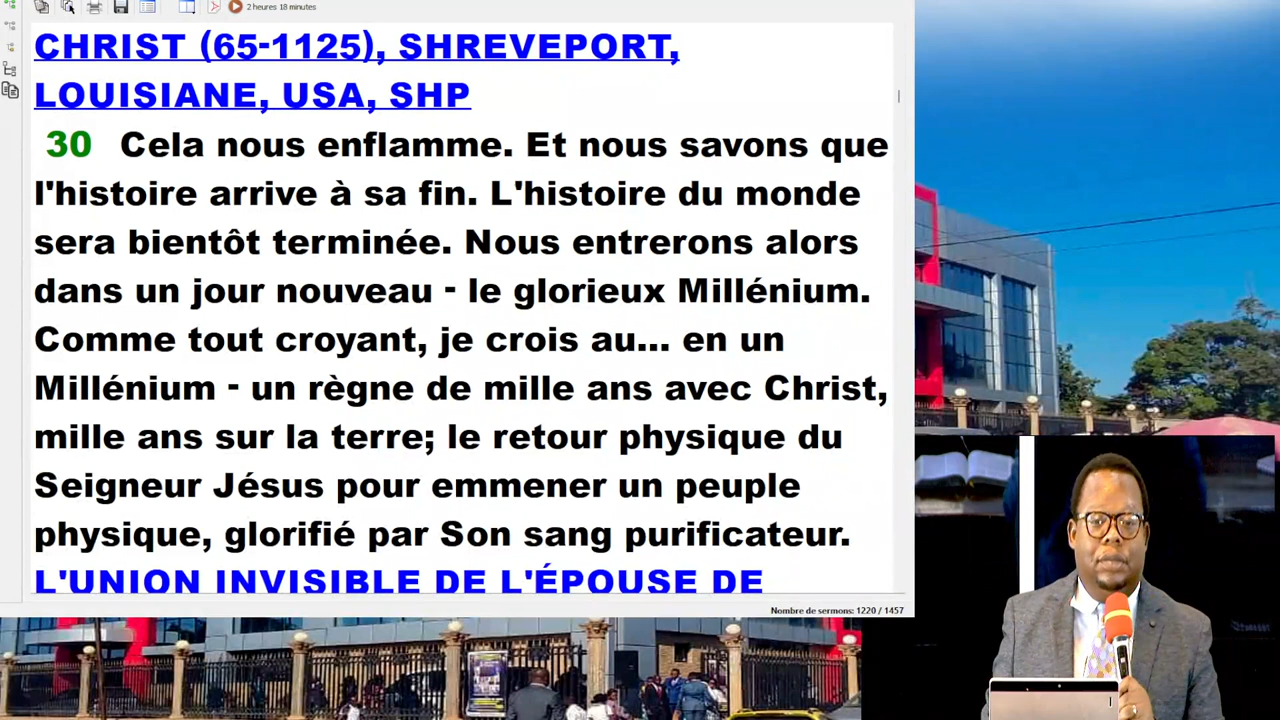 2 heures 18 minutes
CHRIST (65-1125), SHREVEPORT,
LOUISIANE, USA, SHP
30 Cela nous enflamme. Et nous savons que
l'histoire arrive à sa fin. L'histoire du monde
sera bientôt terminée. Nous entrerons alors
dans un jour nouveau - le glorieux Millénium.
Comme tout croyant, je crois au... en un
Millénium - un règne de mille ans avec Christ,
mille ans sur la terre; le retour physique du
Seigneur Jésus pour emmener un peuple
physique, glorifié par Son sang purificateur.
L'UNION INVISIBLE DE L'ÉPOUSE DE
Nombre de sermons: 1220 / 1457